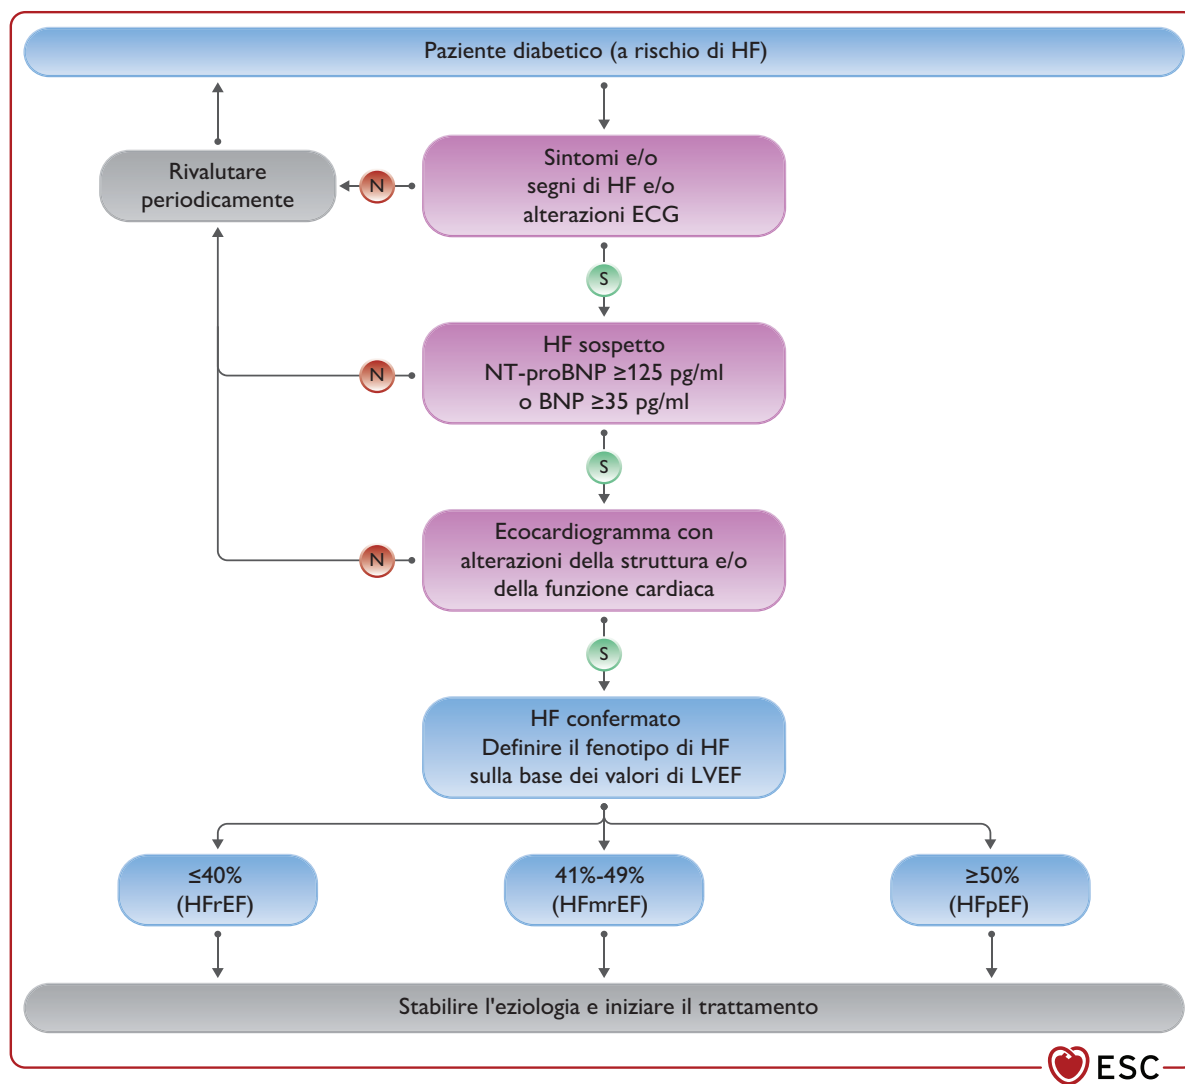 Paziente diabetico (a rischio di HF)
Rivalutare
periodicamente
N
Sintomi e/o
segni di HF e/o
alterazioni ECG
S
N
HF sospetto
NT-proBNP ≥125 pg/ml
o BNP ≥35 pg/ml
S
N
Ecocardiogramma con
alterazioni della struttura e/o
della funzione cardiaca
S
HF confermato
Definire il fenotipo di HF
sulla base dei valori di LVEF
≤40%
(HFrEF)
41%-49%
(HFmrEF)
≥50%
(HFpEF)
Stabilire l'eziologia e iniziare il trattamento
ESC